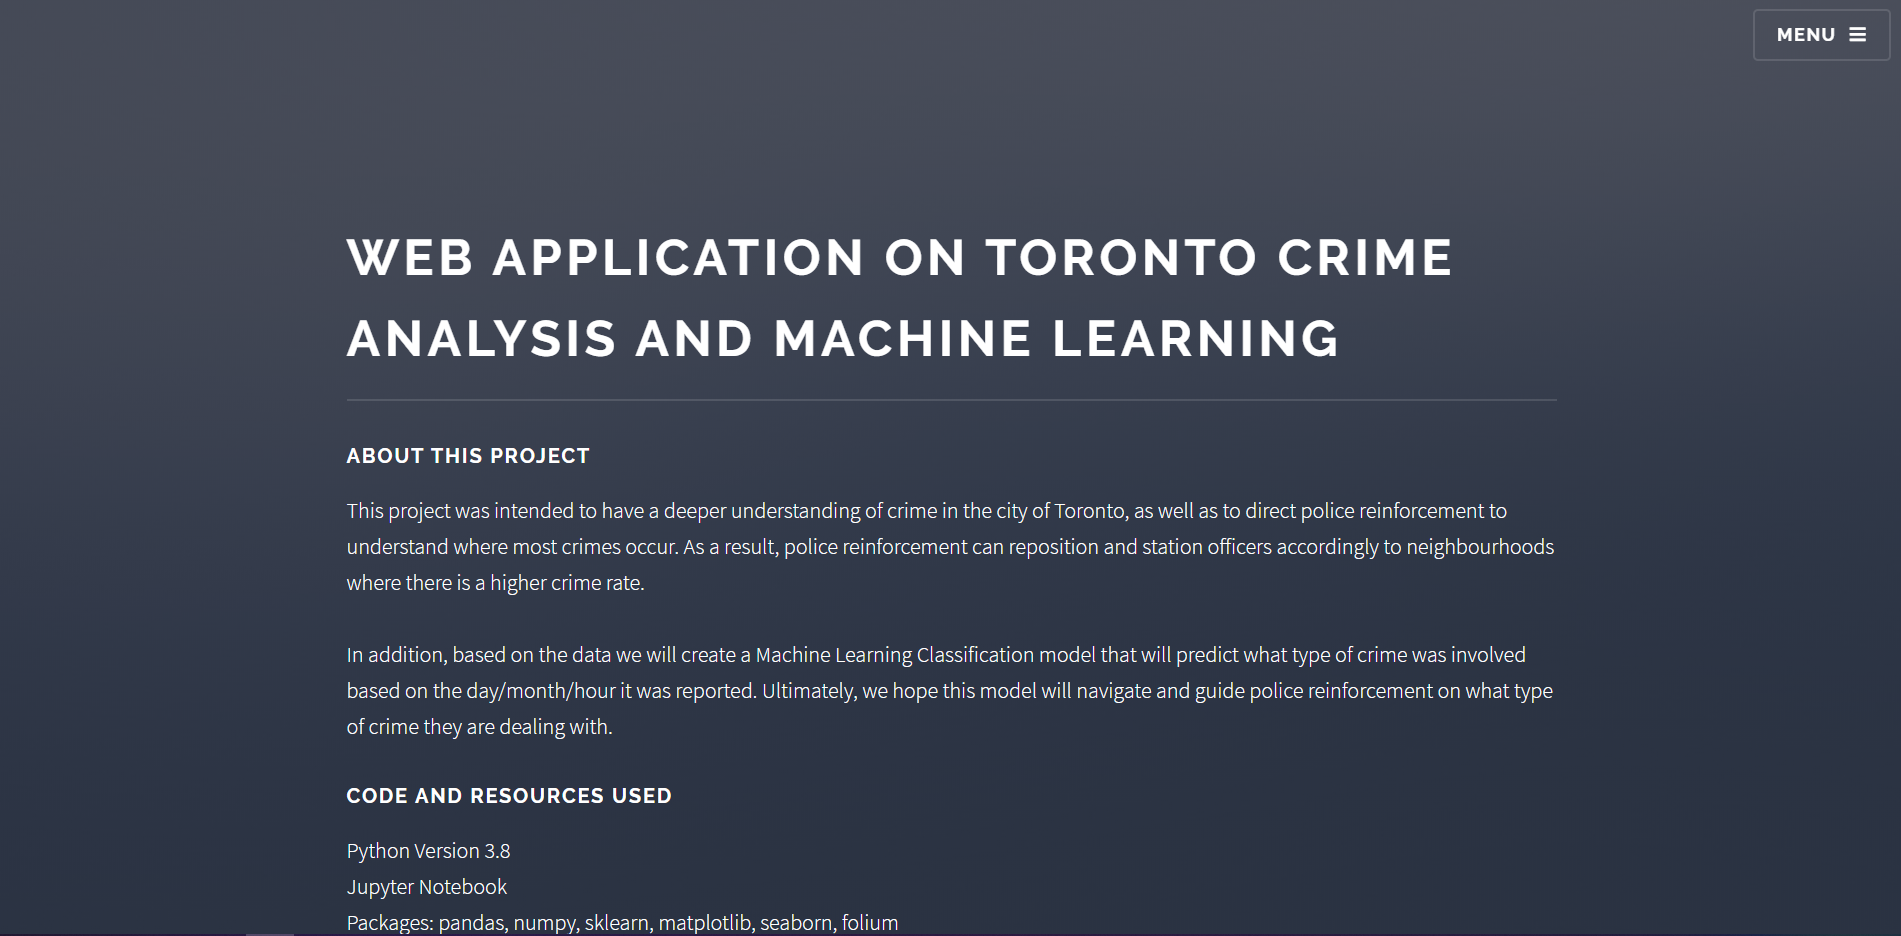 MENU
WEB APPLICATION ON TORONTO CRIME
ANALYSIS AND MACHINE LEARNING
ABOUT THIS PROJECT
This project was intended to have a deeper understanding of crime in the city of Toronto, as well as to direct police reinforcement to
understand where most crimes occur. As a result, police reinforcement can reposition and station officers accordingly to neighbourhoods
where there is a higher crime rate.
In addition, based on the data we will create a Machine Learning Classification model that will predict what type of crime was involved
based on the day/month/hour it was reported. Ultimately, we hope this model will navigate and guide police reinforcement on what type
of crime they are dealing with.
CODE AND RESOURCES USED
Python Version 3.8
Jupyter Notebook
Packages: pandas, numpy, sklearn, matplotlib, seaborn, folium